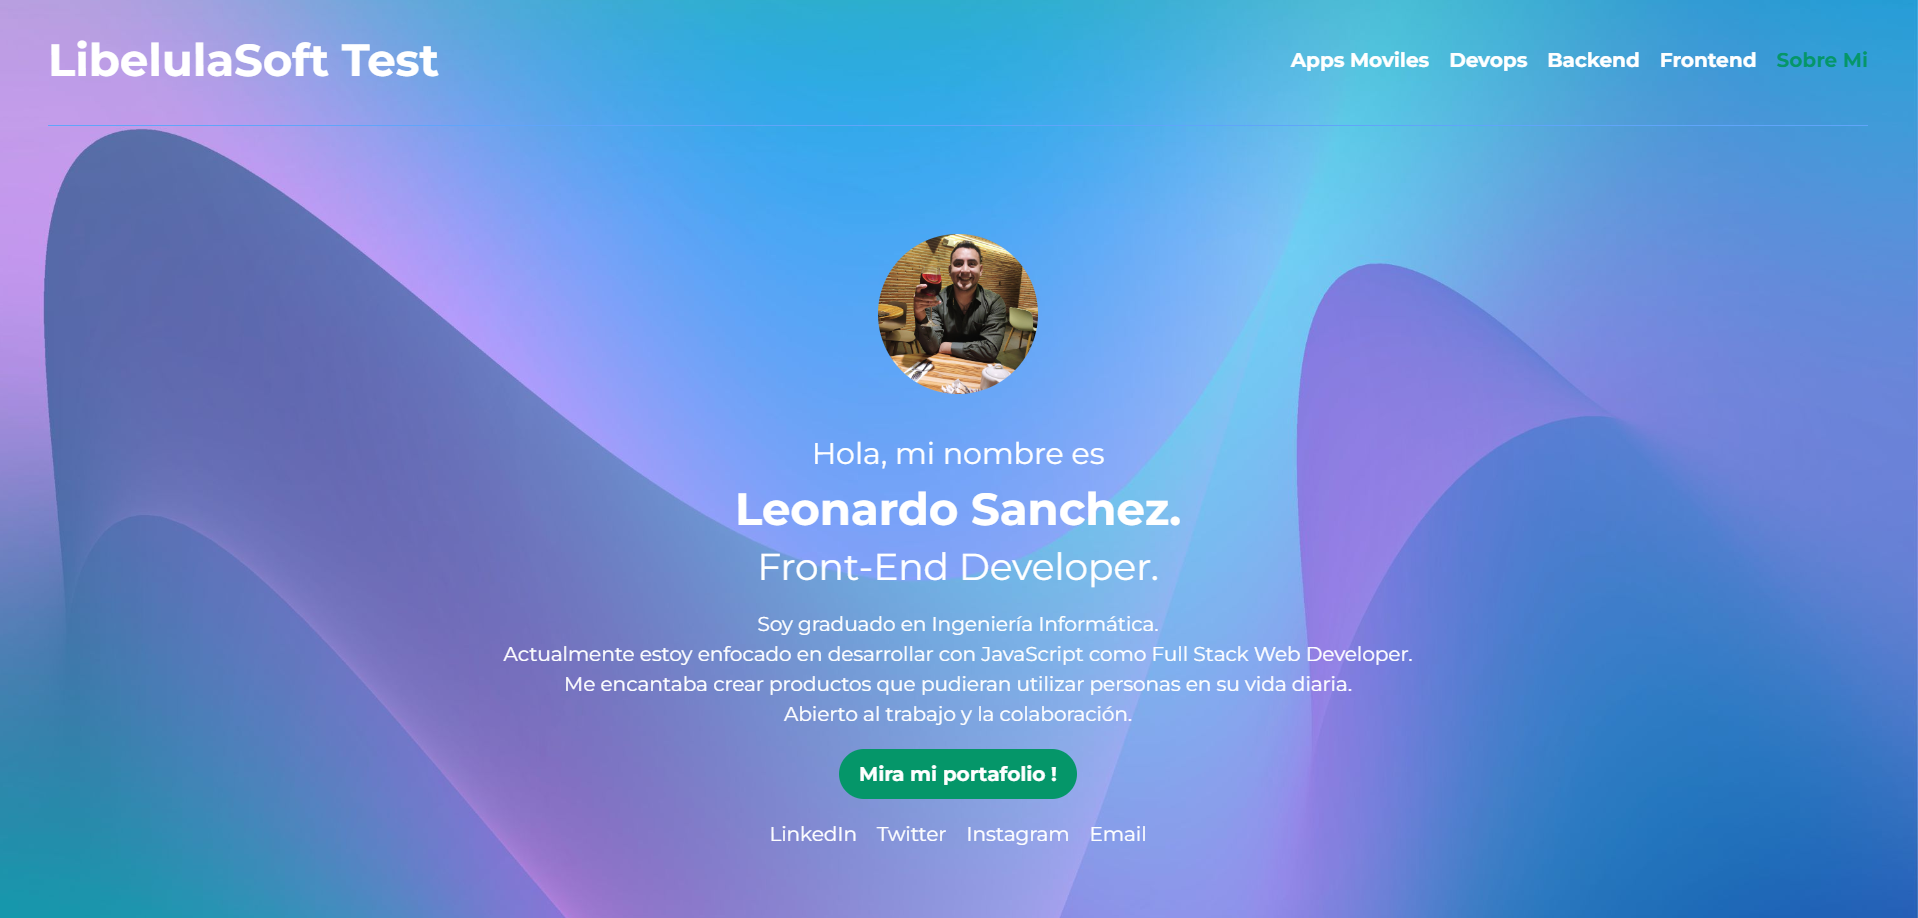 LibelulaSoft Test
Apps Moviles Devops Backend Frontend Sobre Mi
Hola, mi nombre es
Leonardo Sanchez.
Front-End Developer.
Soy graduado en Ingeniería Informática.
Actualmente estoy enfocado en desarrollar con JavaScript como Full Stack Web Developer.
Me encantaba crear productos que pudieran utilizar personas en su vida diaria.
Abierto al trabajo y la colaboración.
Mira mi portafolio !
LinkedIn Twitter Instagram Email